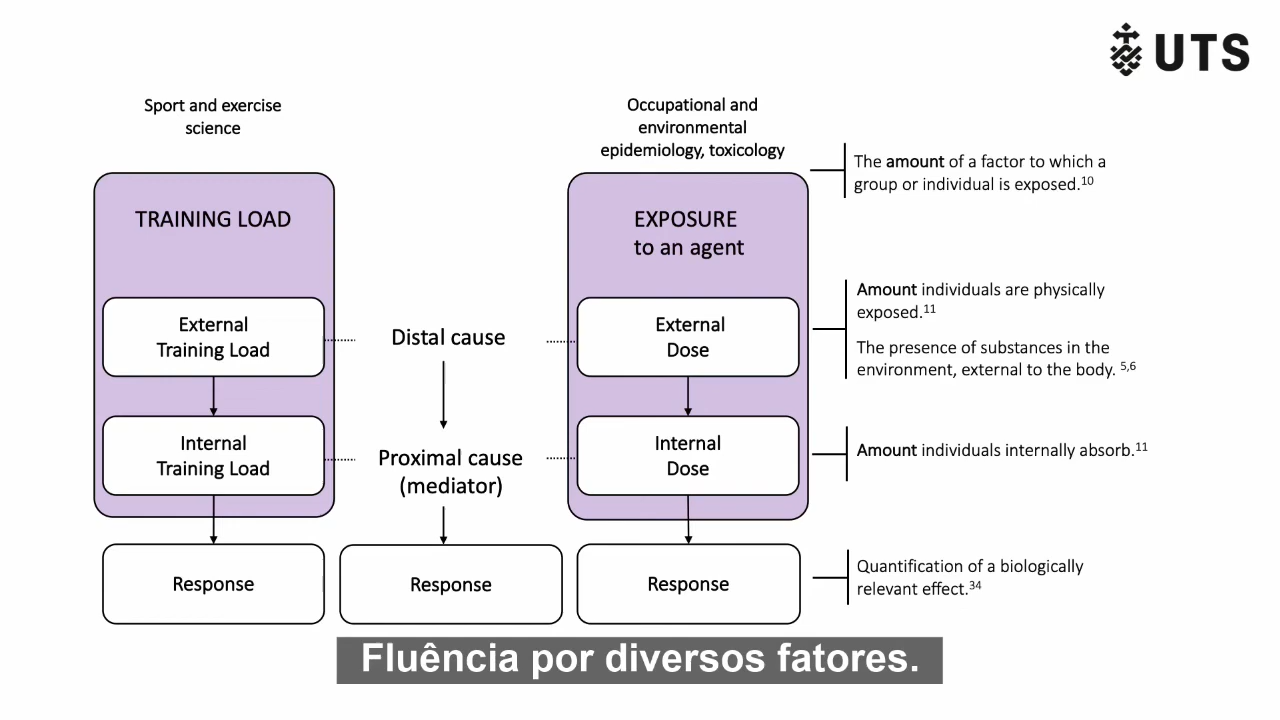 UTS
Sport and exercise
science
Occupational and
environmental
epidemiology, toxicology
The amount of a factor to which a
group or individual is exposed.10
TRAINING LOAD
EXPOSURE
to an agent
Amount individuals are physically
exposed.11
The presence of substances in the
environment, external to the body. 5,6
External
Training Load
Distal cause
External
Dose
Internal
Training Load
Proximal cause
(mediator)
Internal
Dose
Amount individuals internally absorb.11
Response
Response
Response
Quantification of a biologically
relevant effect.34
Fluência por diversos fatores.